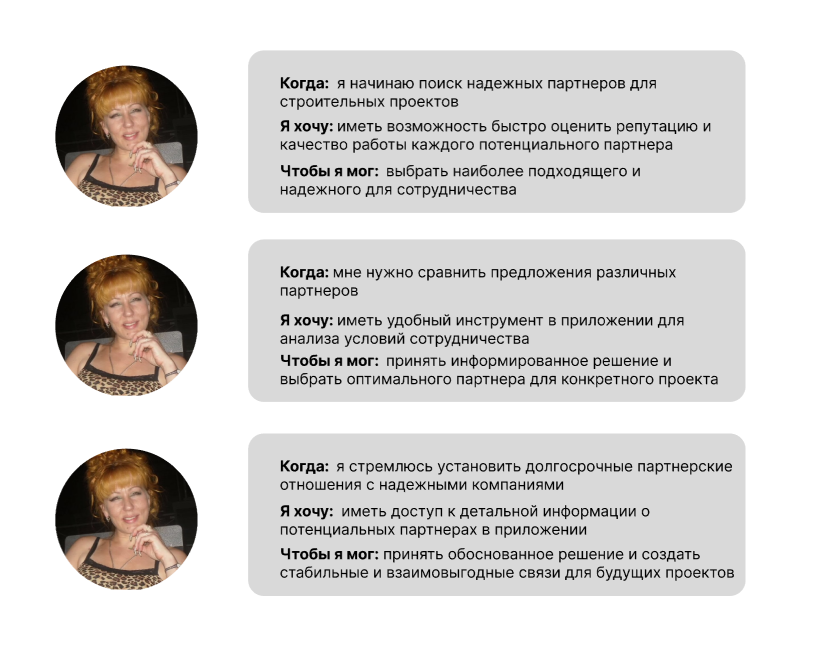 Когда: я начинаю поиск надежных партнеров для
строительных проектов
Я хочу: иметь возможность быстро оценить репутацию и
качество работы каждого потенциального партнера
Чтобы я мог: выбрать наиболее подходящего и
надежного для сотрудничества
Когда: мне нужно сравнить предложения различных
партнеров
Я хочу: иметь удобный инструмент в приложении для
анализа условий сотрудничества
Чтобы я мог: принять информированное решение и
выбрать оптимального партнера для конкретного проекта
Когда: я стремлюсь установить долгосрочные партнерские
отношения с надежными компаниями
Я хочу: иметь доступ к детальной информации о
потенциальных партнерах в приложении
Чтобы я мог: принять обоснованное решение и создать
стабильные и взаимовыгодные связи для будущих проектов